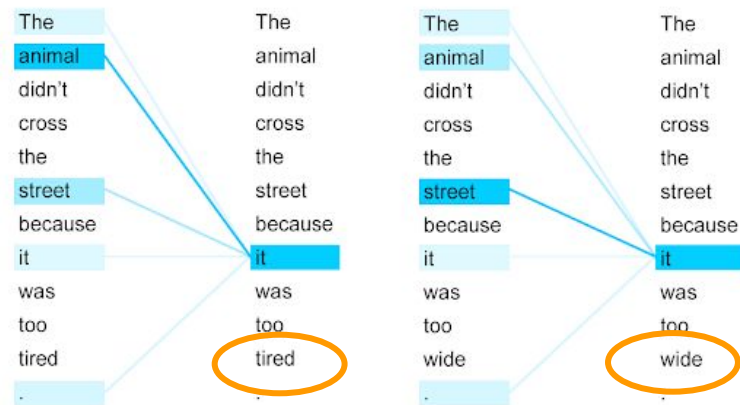 The The The The
animal animal animal animal
didn't didn't didn't didn't
cross cross cross cross
the the the the
street street street street
because because because because
it it it it
was was was was
too too too too
tired tired wide wide
. . . .